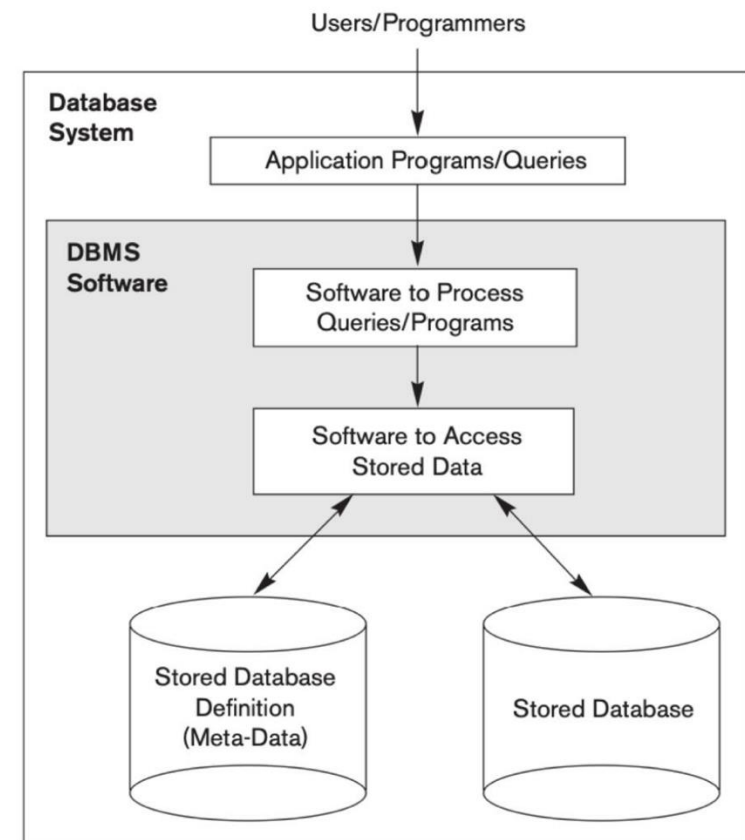 Users/Programmers
Database
System
Application Programs/Queries
DBMS
Software
Software to Process
Queries/Programs
Software to Access
Stored Data
Stored Database
Definition
(Meta-Data)
Stored Database